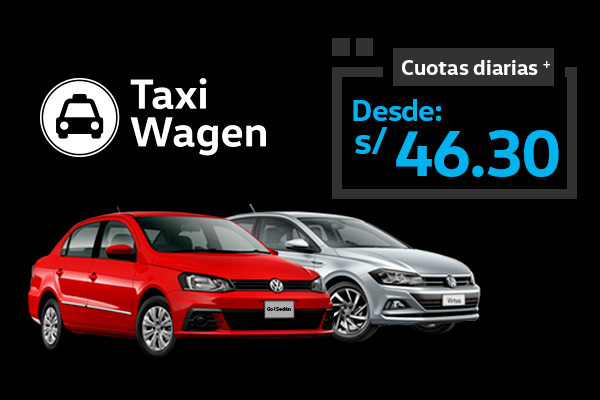 Taxi
Wagen
Cuotas diarias +
Desde:
s/ 46.30
Gol Sedán
Virtus